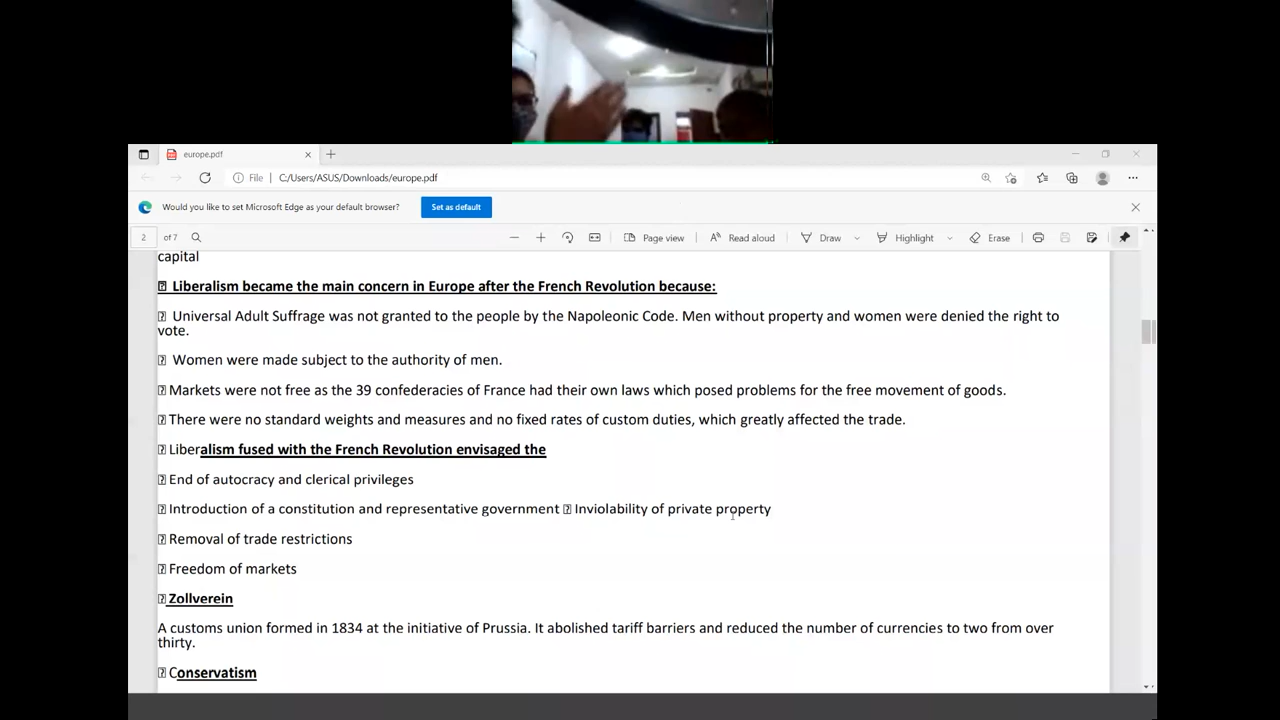 europe.pdf
File C:/Users/ASUS/Downloads/europe.pdf
Would you like to set Microsoft Edge as your default browser? Set as default
2 of 7 Page view Read aloud Draw Highlight Erase
capital
Liberalism became the main concern in Europe after the French Revolution because:
Universal Adult Suffrage was not granted to the people by the Napoleonic Code. Men without property and women were denied the right to
vote.
Women were made subject to the authority of men.
Markets were not free as the 39 confederacies of France had their own laws which posed problems for the free movement of goods.
There were no standard weights and measures and no fixed rates of custom duties, which greatly affected the trade.
Liberalism fused with the French Revolution envisaged the
End of autocracy and clerical privileges
Introduction of a constitution and representative government Inviolability of private property
Removal of trade restrictions
Freedom of markets
Zollverein
A customs union formed in 1834 at the initiative of Prussia. It abolished tariff barriers and reduced the number of currencies to two from over
thirty.
Conservatism